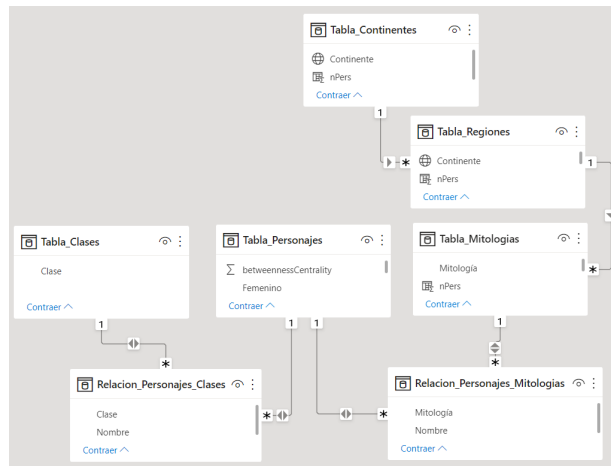 Tabla_Continentes
Continente
nPers
Contraer
1
Tabla_Regiones
*
Continente
1
nPers
Contraer
Tabla_Clases
Clase
Contraer
1
Tabla_Personajes
∑ betweennessCentrality
Femenino
Contraer
1 1
Tabla_Mitologias
Mitología
*
nPers
Contraer
1
*
Relacion_Personajes_Clases
Clase
*
Nombre
Contraer
*
Relacion_Personajes_Mitologias
*
Mitología
Nombre
Contraer